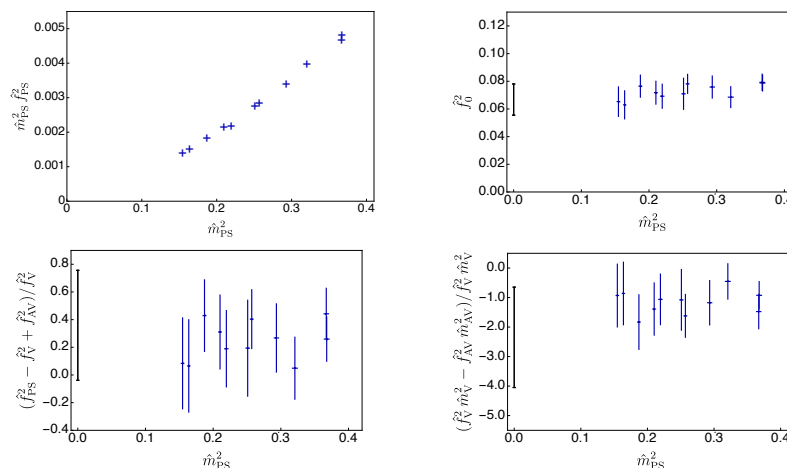 0.005
0.004
0.003
0.002
0.001
0
0 0.1 0.2 0.3 0.4
m̂²_PS f̂²_PS
m̂²_PS
0.12
0.10
0.08
0.06
0.04
0.02
0.00
0.0 0.1 0.2 0.3 0.4
f̂²_0
m̂²_PS
0.8
0.6
0.4
0.2
0.0
−0.2
−0.4
0.0 0.1 0.2 0.3 0.4
(f̂²_PS − f̂²_V + f̂²_AV)/f̂²_V
m̂²_PS
0.0
−1.0
−2.0
−3.0
−4.0
−5.0
0.0 0.1 0.2 0.3 0.4
(f̂²_V m̂²_V − f̂²_AV m̂²_AV)/f̂²_V m̂²_V
m̂²_PS